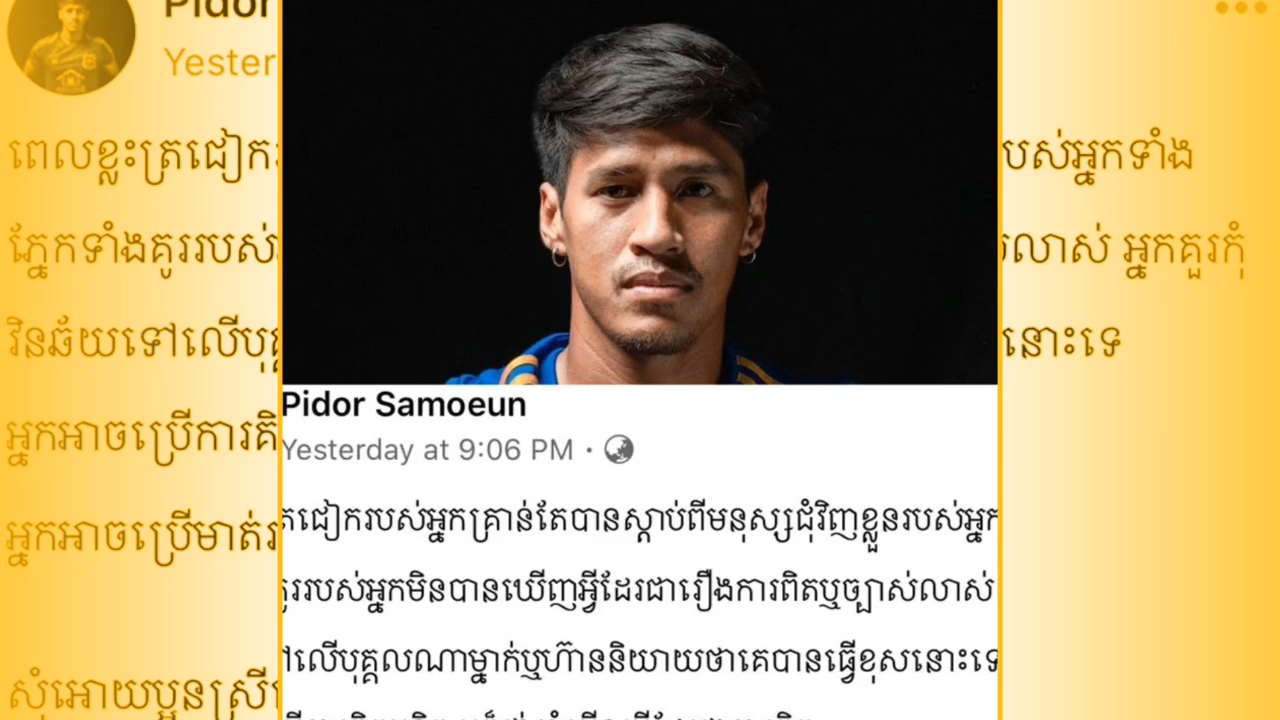 Pidor
Yester
ពេលខ្លះត្រជៀក
ភ្នែកទាំងគូររបស់
វិនឆ័យទៅលើបុគ្គ
អ្នកអាចប្រើការគិ
អ្នកអាចប្រើមាត់រ
សុំអោយប្អូនស្រី
Pidor Samoeun
Yesterday at 9:06 PM ·
ត្រជៀករបស់អ្នកគ្រាន់តែបានស្ដាប់ពីមនុស្សជុំវិញខ្លួនរបស់អ្នក
គូររបស់អ្នកមិនបានឃើញអ្វីដែរជារឿងការពិតឬច្បាស់លាស់
ទៅលើបុគ្គលណាម្នាក់ឬហ៊ាននិយាយថាគេបានធ្វើខុសនោះទេ
បស់អ្នកទាំង
លាស់ អ្នកគួរកុំ
នោះទេ